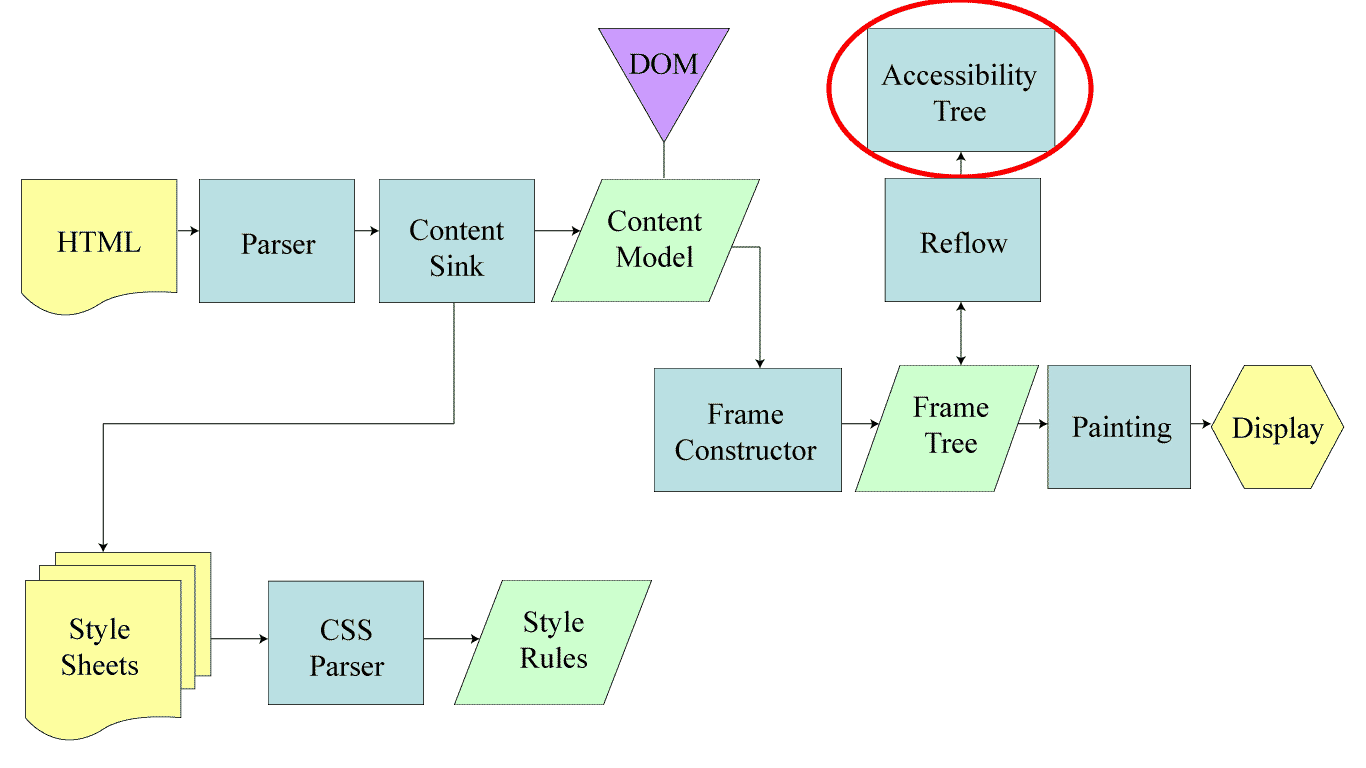 DOM
Accessibility
Tree
HTML
Parser
Content
Sink
Content
Model
Reflow
Frame
Constructor
Frame
Tree
Painting
Display
Style
Sheets
CSS
Parser
Style
Rules